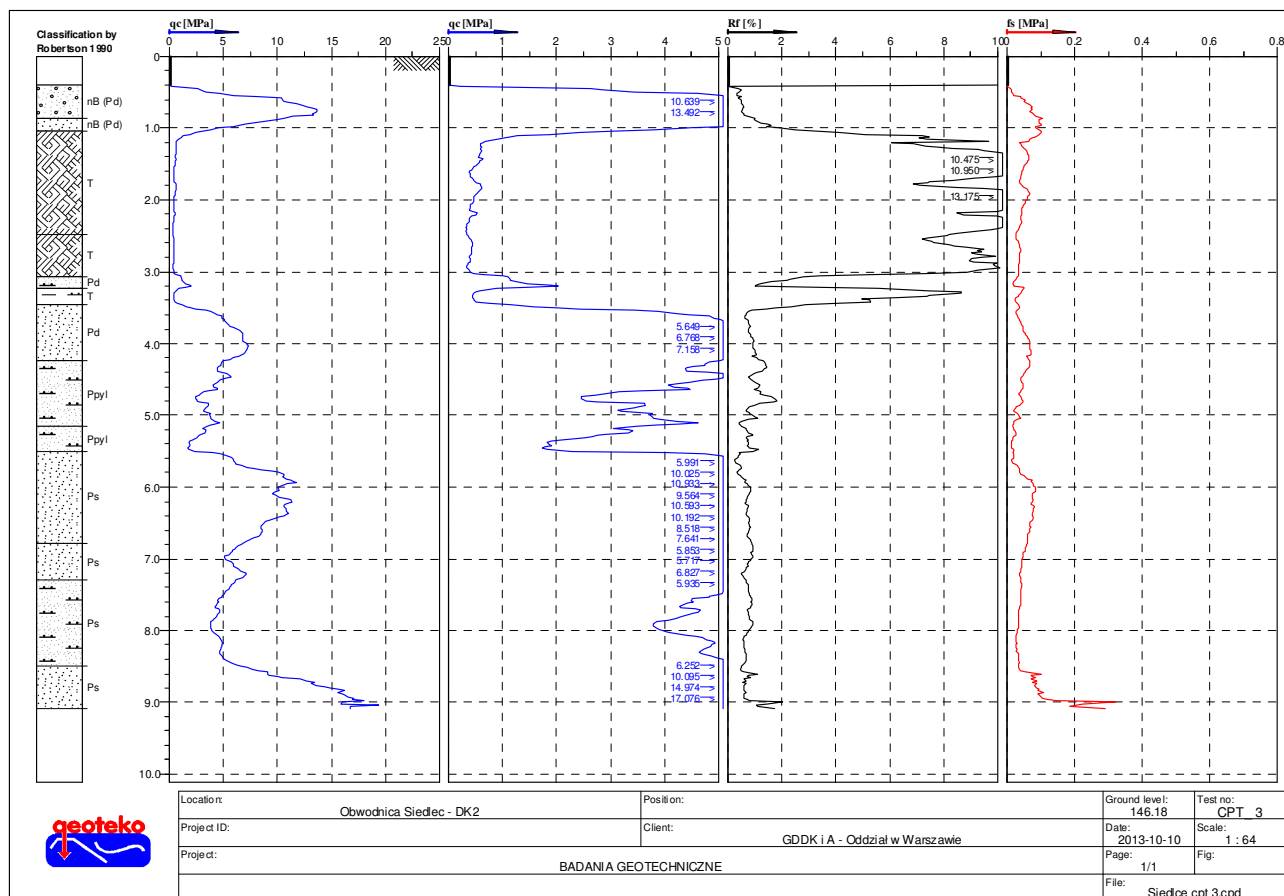 Classification by
Robertson 1990
qc [MPa]
0 5 10 15 20 25
qc [MPa]
0 1 2 3 4 5
Rf [%]
0 2 4 6 8 10
fs [MPa]
0 0.2 0.4 0.6 0.8
0
1.0
2.0
3.0
4.0
5.0
6.0
7.0
8.0
9.0
10.0
nB (Pd)
nB (Pd)
T
T
Pd
T
Pd
Ppyl
Ppyl
Ps
Ps
Ps
Ps
10.639
13.492
5.649
6.768
7.158
5.991
10.025
10.933
9.564
10.593
10.192
8.518
7.641
5.853
5.717
6.827
5.935
6.252
10.095
14.974
17.076
10.475
10.950
13.175
geoteko
Location:
Obwodnica Siedlec - DK2
Position:
Ground level:
146.18
Test no:
CPT_3
Project ID:
Client:
GDDK i A - Oddział w Warszawie
Date:
2013-10-10
Scale:
1 : 64
Project:
BADANIA GEOTECHNICZNE
Page:
1/1
Fig:
File:
Siedlce cpt 3.cpd